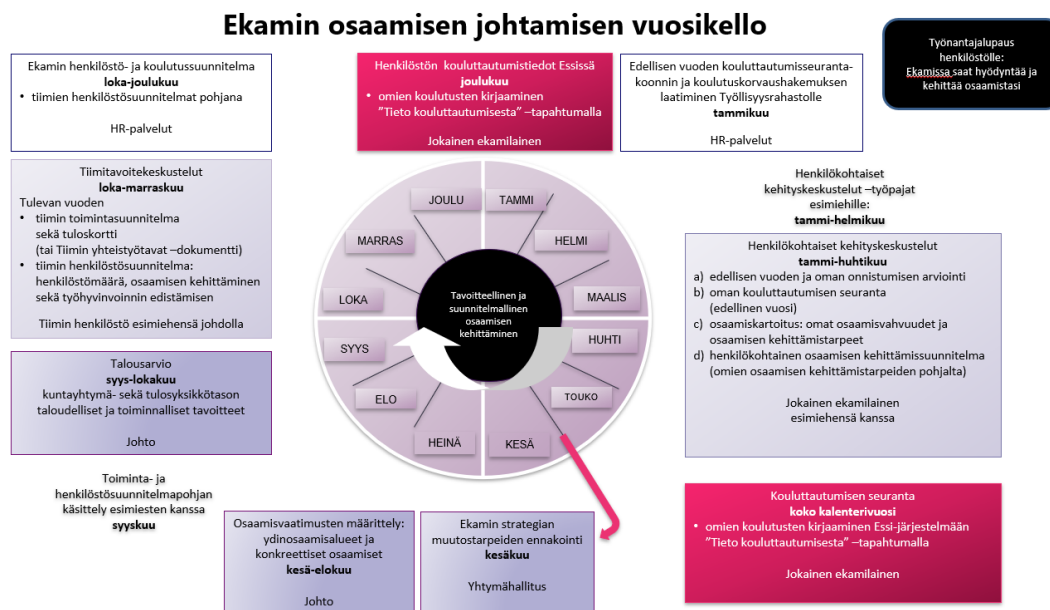 Ekamin osaamisen johtamisen vuosikello
Työnantajalupaus
henkilöstölle:
Ekamissa saat hyödyntää ja
kehittää osaamistasi
Ekamin henkilöstö- ja koulutussuunnitelma
loka-joulukuu
• tiimien henkilöstösuunnitelmat pohjana
HR-palvelut
Henkilöstön kouluttautumistiedot Essissä
joulukuu
• omien koulutusten kirjaaminen
"Tieto kouluttautumisesta" –tapahtumalla
Jokainen ekamilainen
Edellisen vuoden kouluttautumisseuranta-
koonnin ja koulutuskorvaushakemuksen
laatiminen Työllisyysrahastolle
tammikuu
HR-palvelut
Tiimitavoitekeskustelut
loka-marraskuu
Tulevan vuoden
• tiimin toimintasuunnitelma
sekä tuloskortti
(tai Tiimin yhteistyötavat –dokumentti)
• tiimin henkilöstösuunnitelma:
henkilöstömäärä, osaamisen kehittäminen
sekä työhyvinvoinnin edistämisen
Tiimin henkilöstö esimiehensä johdolla
JOULU
TAMMI
MARRAS
HELMI
LOKA
MAALIS
SYYS
HUHTI
ELO
TOUKO
HEINÄ
KESÄ
Tavoitteellinen ja
suunnitelmallinen
osaamisen
kehittäminen
Henkilökohtaiset
kehityskeskustelut –työpajat
esimiehille:
tammi-helmikuu
Henkilökohtaiset kehityskeskustelut
tammi-huhtikuu
a) edellisen vuoden ja oman onnistumisen arviointi
b) oman kouluttautumisen seuranta
(edellinen vuosi)
c) osaamiskartoitus: omat osaamisvahvuudet ja
osaamisen kehittämistarpeet
d) henkilökohtainen osaamisen kehittämissuunnitelma
(omien osaamisen kehittämistarpeiden pohjalta)
Jokainen ekamilainen
esimiehensä kanssa
Talousarvio
syys-lokakuu
kuntayhtymä- sekä tulosyksikkötason
taloudelliset ja toiminnalliset tavoitteet
Johto
Toiminta- ja
henkilöstösuunnitelmapohjan
käsittely esimiesten kanssa
syyskuu
Osaamisvaatimusten määrittely:
ydinosaamisalueet ja
konkreettiset osaamiset
kesä-elokuu
Johto
Ekamin strategian
muutostarpeiden ennakointi
kesäkuu
Yhtymähallitus
Kouluttautumisen seuranta
koko kalenterivuosi
• omien koulutusten kirjaaminen Essi-järjestelmään
"Tieto kouluttautumisesta" –tapahtumalla
Jokainen ekamilainen